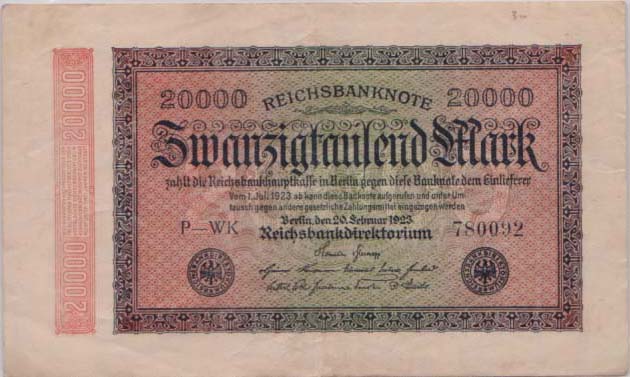 20000 REICHSBANKNOTE 20000
Zwanzigtausend Mark
zahlt die Reichsbankhauptkasse in Berlin gegen diese Banknote dem Einlieferer
Vom 1. Juli 1923 ab kann diese Banknote aufgerufen und unter Um-
tausch gegen andere gesetzliche Zahlungsmittel eingezogen werden
Berlin, den 20. Februar 1923
P—WK 780092
Reichsbankdirektorium
20000 20000